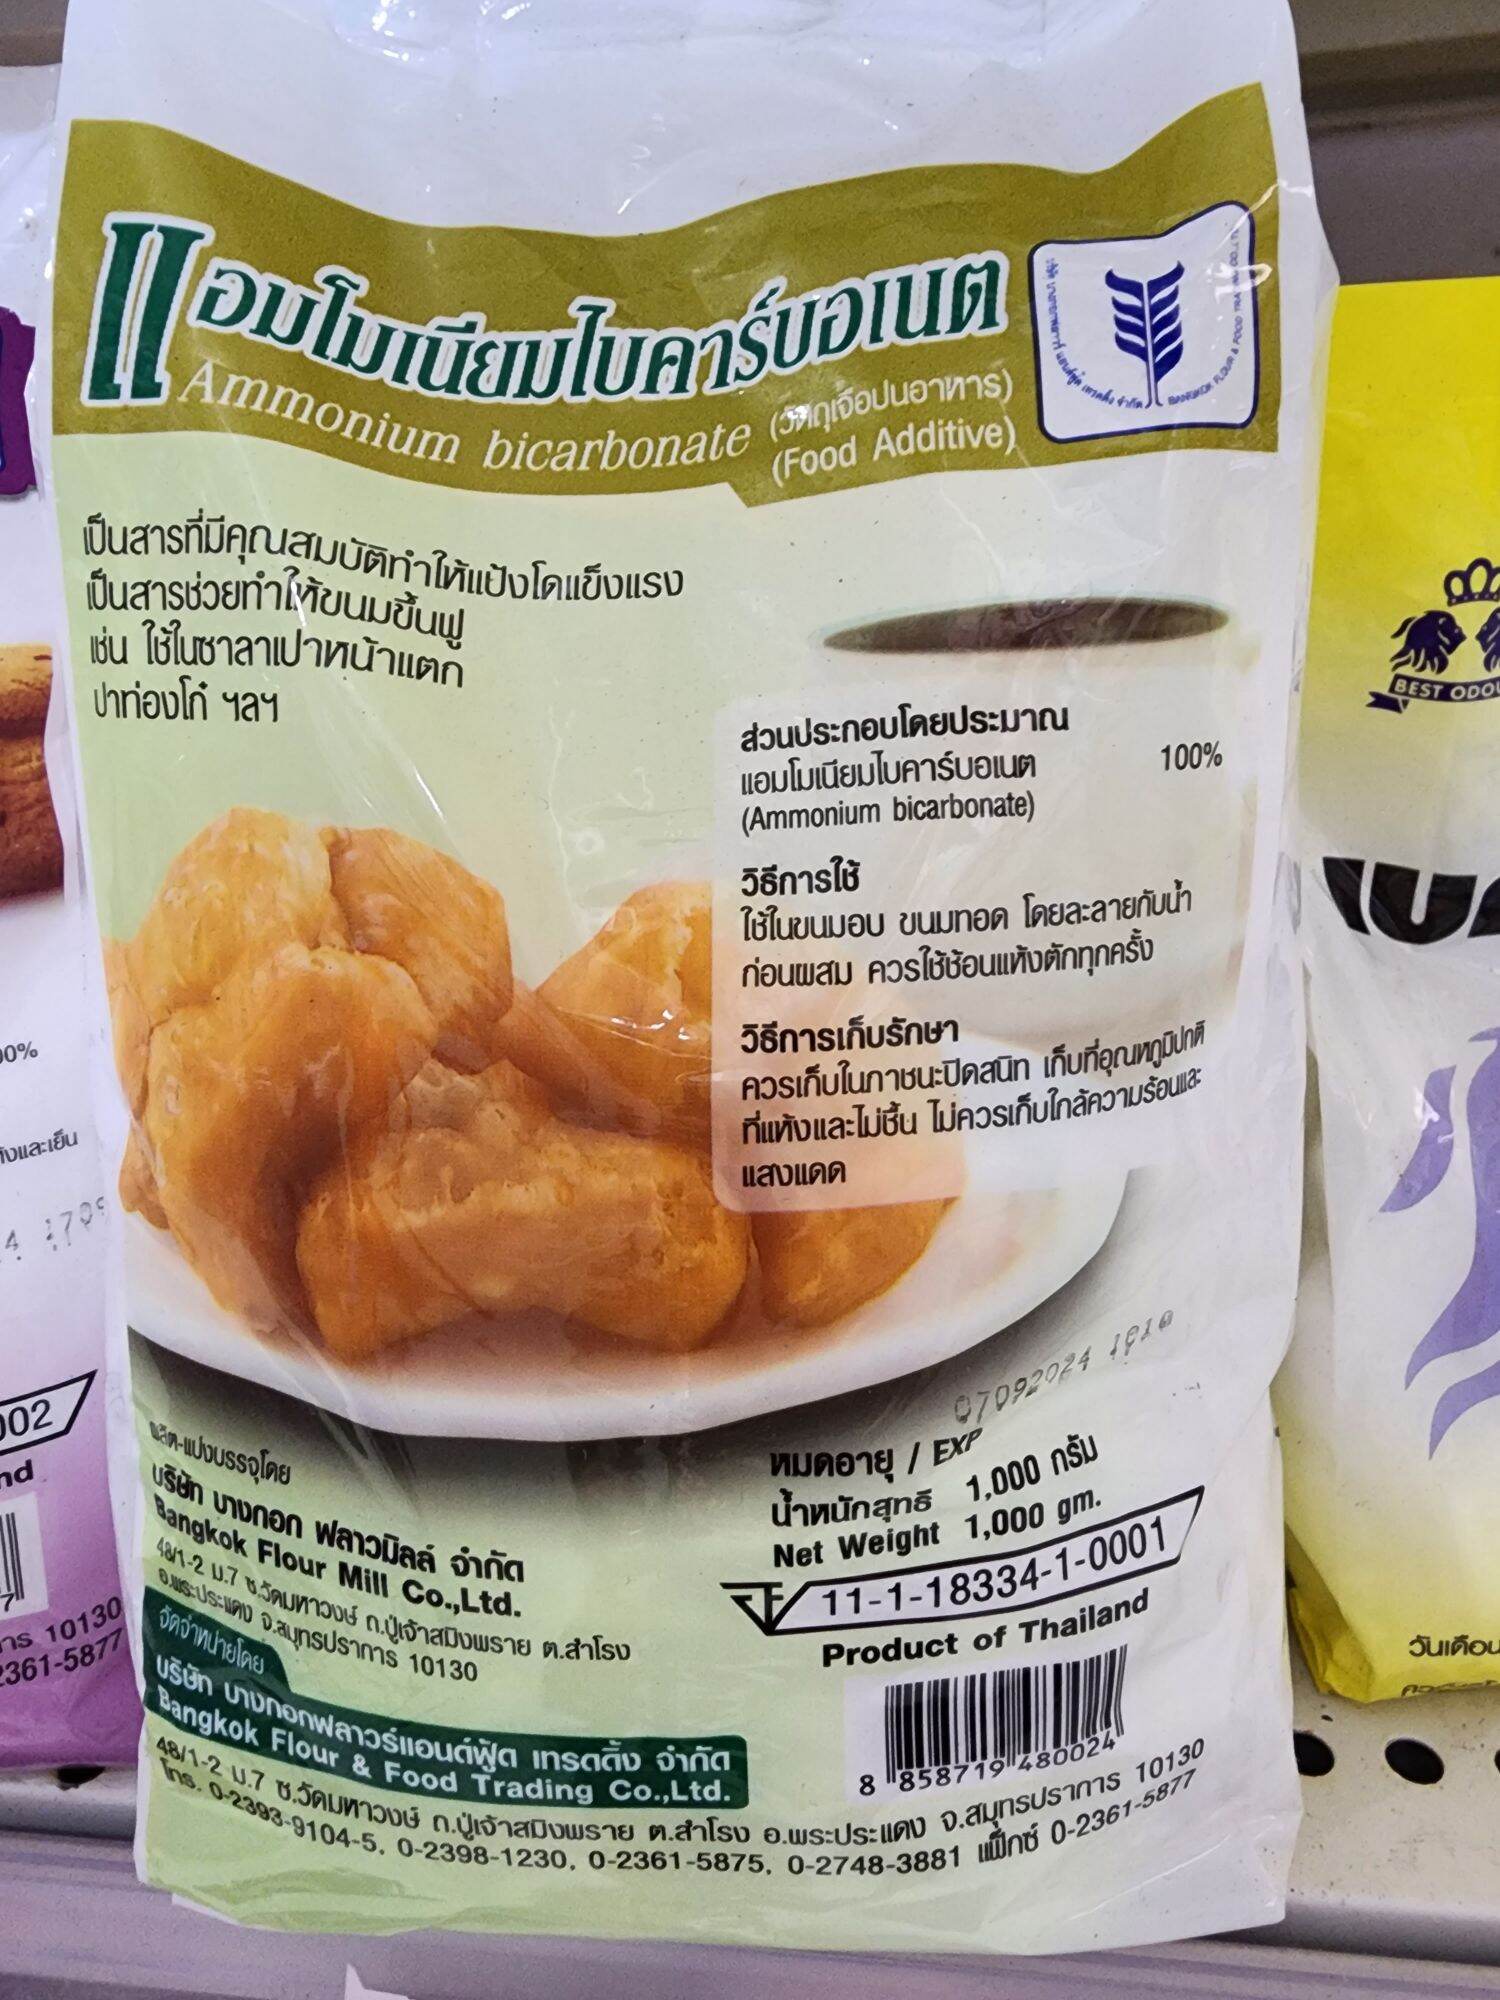 แอมโมเนียมไบคาร์บอเนต
Ammonium bicarbonate
(วัตถุเจือปนอาหาร)
(Food Additive)
เป็นสารที่มีคุณสมบัติทำให้แป้งโดแข็งแรง
เป็นสารช่วยทำให้ขนมขึ้นฟู
เช่น ใช้ในซาลาเปาหน้าแตก
ปาท่องโก๋ ฯลฯ
ส่วนประกอบโดยประมาณ
แอมโมเนียมไบคาร์บอเนต 100%
(Ammonium bicarbonate)
วิธีการใช้
ใช้ในขนมอบ ขนมทอด โดยละลายกับน้ำ
ก่อนผสม ควรใช้ช้อนแห้งตักทุกครั้ง
วิธีการเก็บรักษา
ควรเก็บในภาชนะปิดสนิท เก็บที่อุณหภูมิปกติ
ที่แห้งและไม่ชื้น ไม่ควรเก็บใกล้ความร้อนและ
แสงแดด
07092024 1810
หมดอายุ / EXP
น้ำหนักสุทธิ 1,000 กรัม
Net Weight 1,000 gm.
11-1-18334-1-0001
Product of Thailand
8 858719 480024
ผลิต-แบ่งบรรจุโดย
บริษัท บางกอก ฟลาวมิลล์ จำกัด
Bangkok Flour Mill Co.,Ltd.
48/1-2 ม.7 ซ.วัดมหาวงษ์ ถ.ปู่เจ้าสมิงพราย ต.สำโรง
อ.พระประแดง จ.สมุทรปราการ 10130
จัดจำหน่ายโดย
บริษัท บางกอกฟลาวร์แอนด์ฟู้ด เทรดดิ้ง จำกัด
Bangkok Flour & Food Trading Co.,Ltd.
48/1-2 ม.7 ซ.วัดมหาวงษ์ ถ.ปู่เจ้าสมิงพราย ต.สำโรง อ.พระประแดง จ.สมุทรปราการ 10130
โทร. 0-2393-9104-5, 0-2398-1230, 0-2361-5875, 0-2748-3881 แฟ็กซ์ 0-2361-5877
BEST ODOU
วันเดือน
002
10130
2361-5877